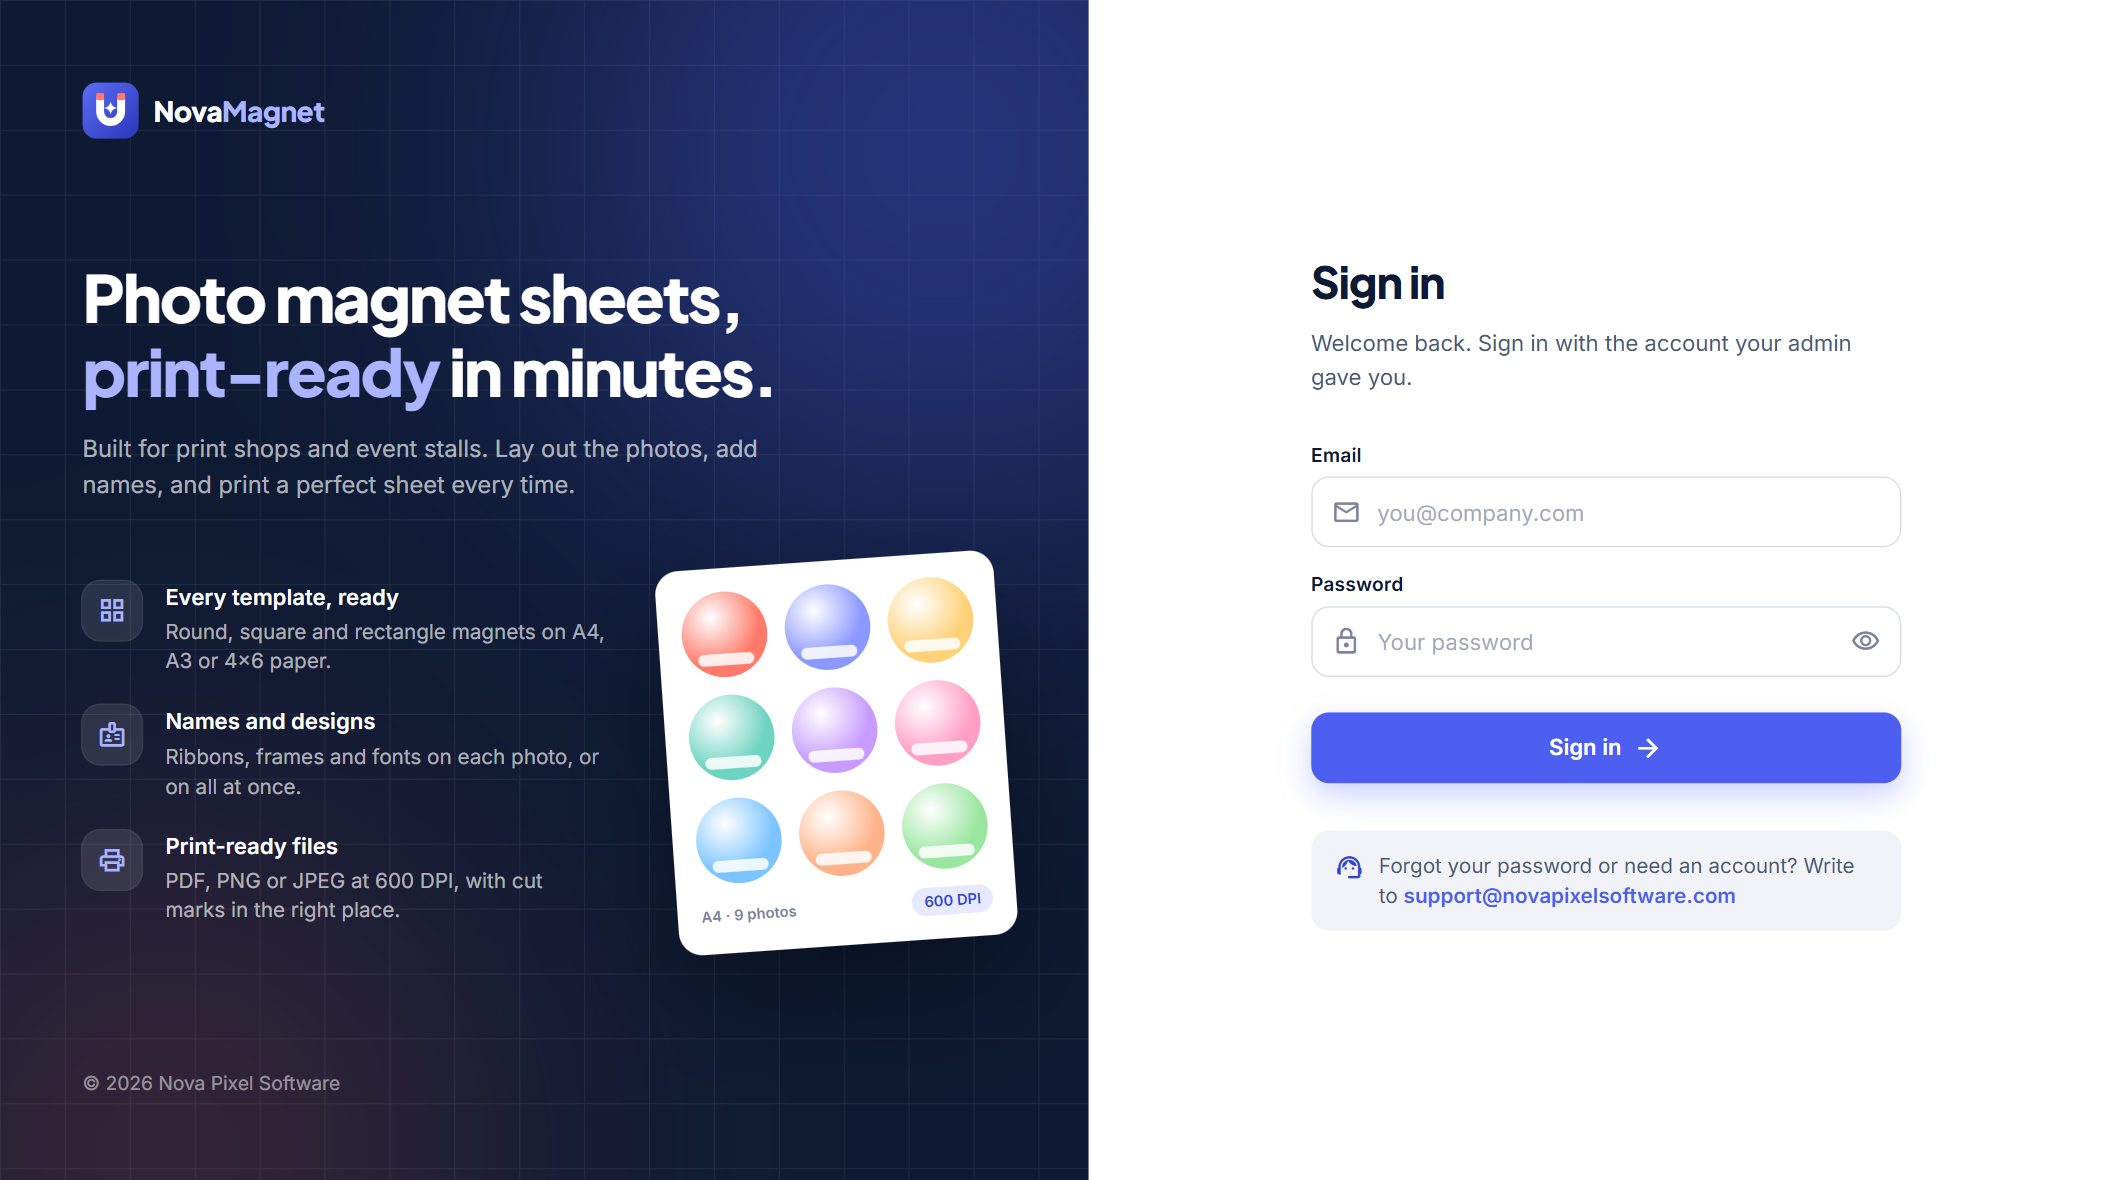 NovaMagnet
Photo magnet sheets,
print-ready in minutes.
Built for print shops and event stalls. Lay out the photos, add
names, and print a perfect sheet every time.
Every template, ready
Round, square and rectangle magnets on A4,
A3 or 4×6 paper.
Names and designs
Ribbons, frames and fonts on each photo, or
on all at once.
Print-ready files
PDF, PNG or JPEG at 600 DPI, with cut
marks in the right place.
A4 · 9 photos
600 DPI
© 2026 Nova Pixel Software
Sign in
Welcome back. Sign in with the account your admin
gave you.
Email
you@company.com
Password
Your password
Sign in
Forgot your password or need an account? Write
to support@novapixelsoftware.com